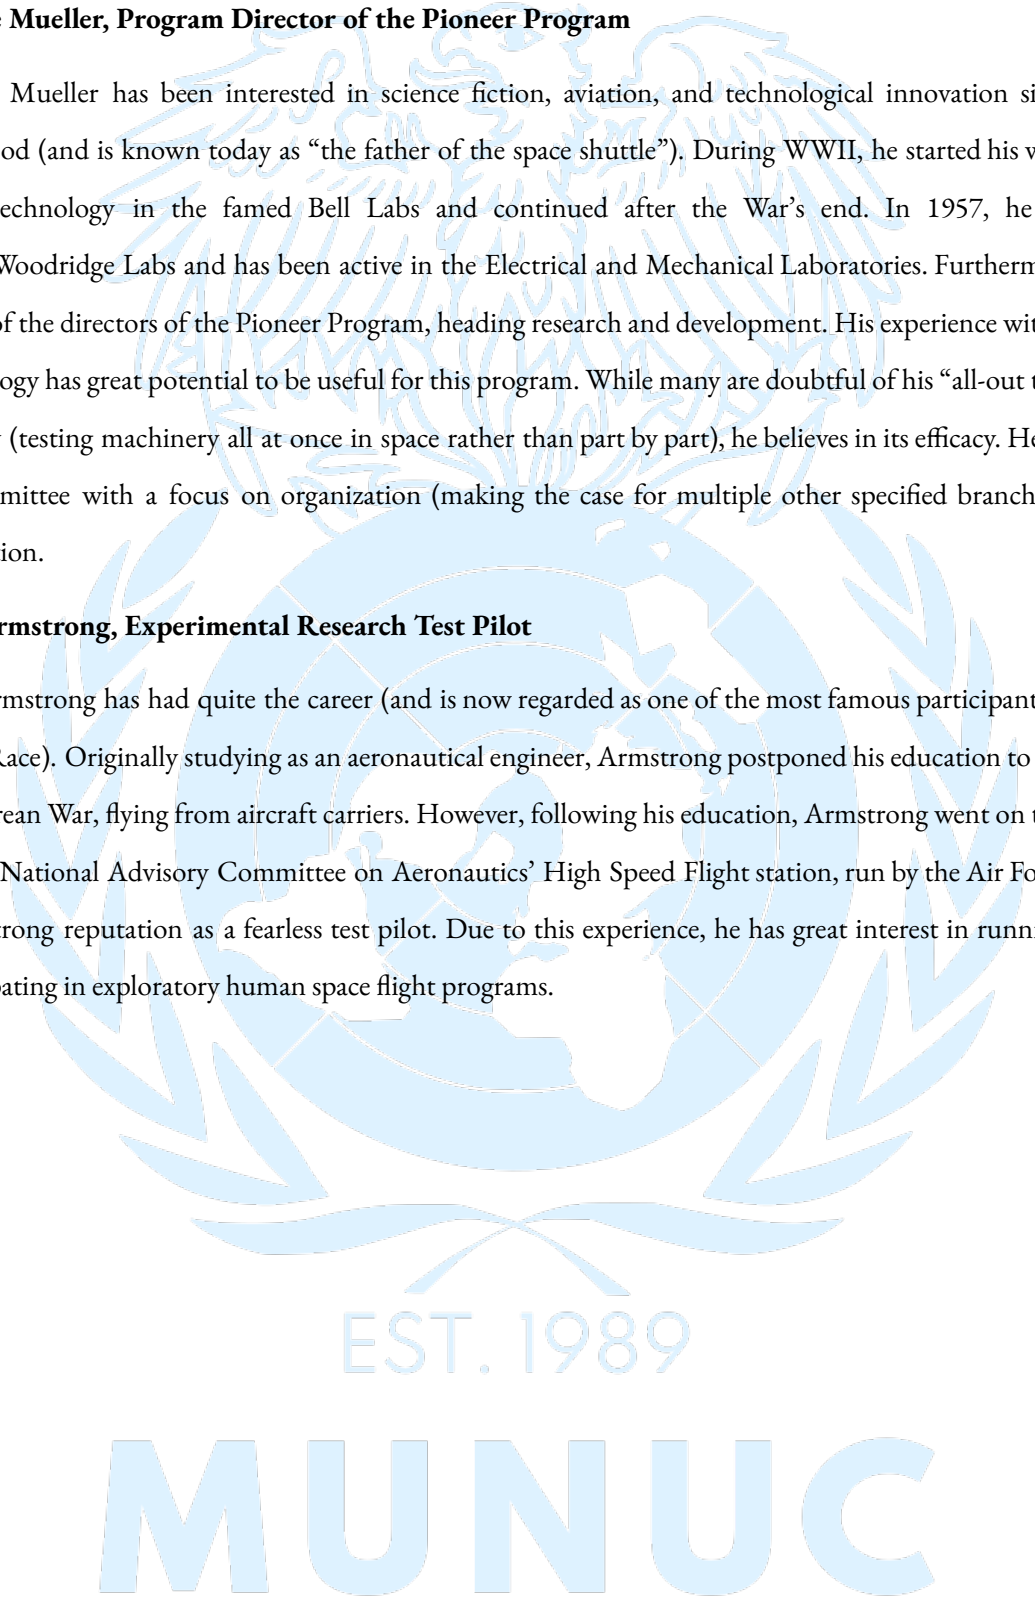 e Mueller, Program Director of the Pioneer Program
Mueller has been interested in science fiction, aviation, and technological innovation si
od (and is known today as “the father of the space shuttle”). During WWII, he started his w
echnology in the famed Bell Labs and continued after the War’s end. In 1957, he
Woodridge Labs and has been active in the Electrical and Mechanical Laboratories. Furtherm
of the directors of the Pioneer Program, heading research and development. His experience wit
ogy has great potential to be useful for this program. While many are doubtful of his “all-out t
(testing machinery all at once in space rather than part by part), he believes in its efficacy. He
mittee with a focus on organization (making the case for multiple other specified branch
tion.
rmstrong, Experimental Research Test Pilot
rmstrong has had quite the career (and is now regarded as one of the most famous participant
Race). Originally studying as an aeronautical engineer, Armstrong postponed his education to
rean War, flying from aircraft carriers. However, following his education, Armstrong went on t
National Advisory Committee on Aeronautics’ High Speed Flight station, run by the Air Fo
trong reputation as a fearless test pilot. Due to this experience, he has great interest in runni
pating in exploratory human space flight programs.
EST. 1989
MUNUC